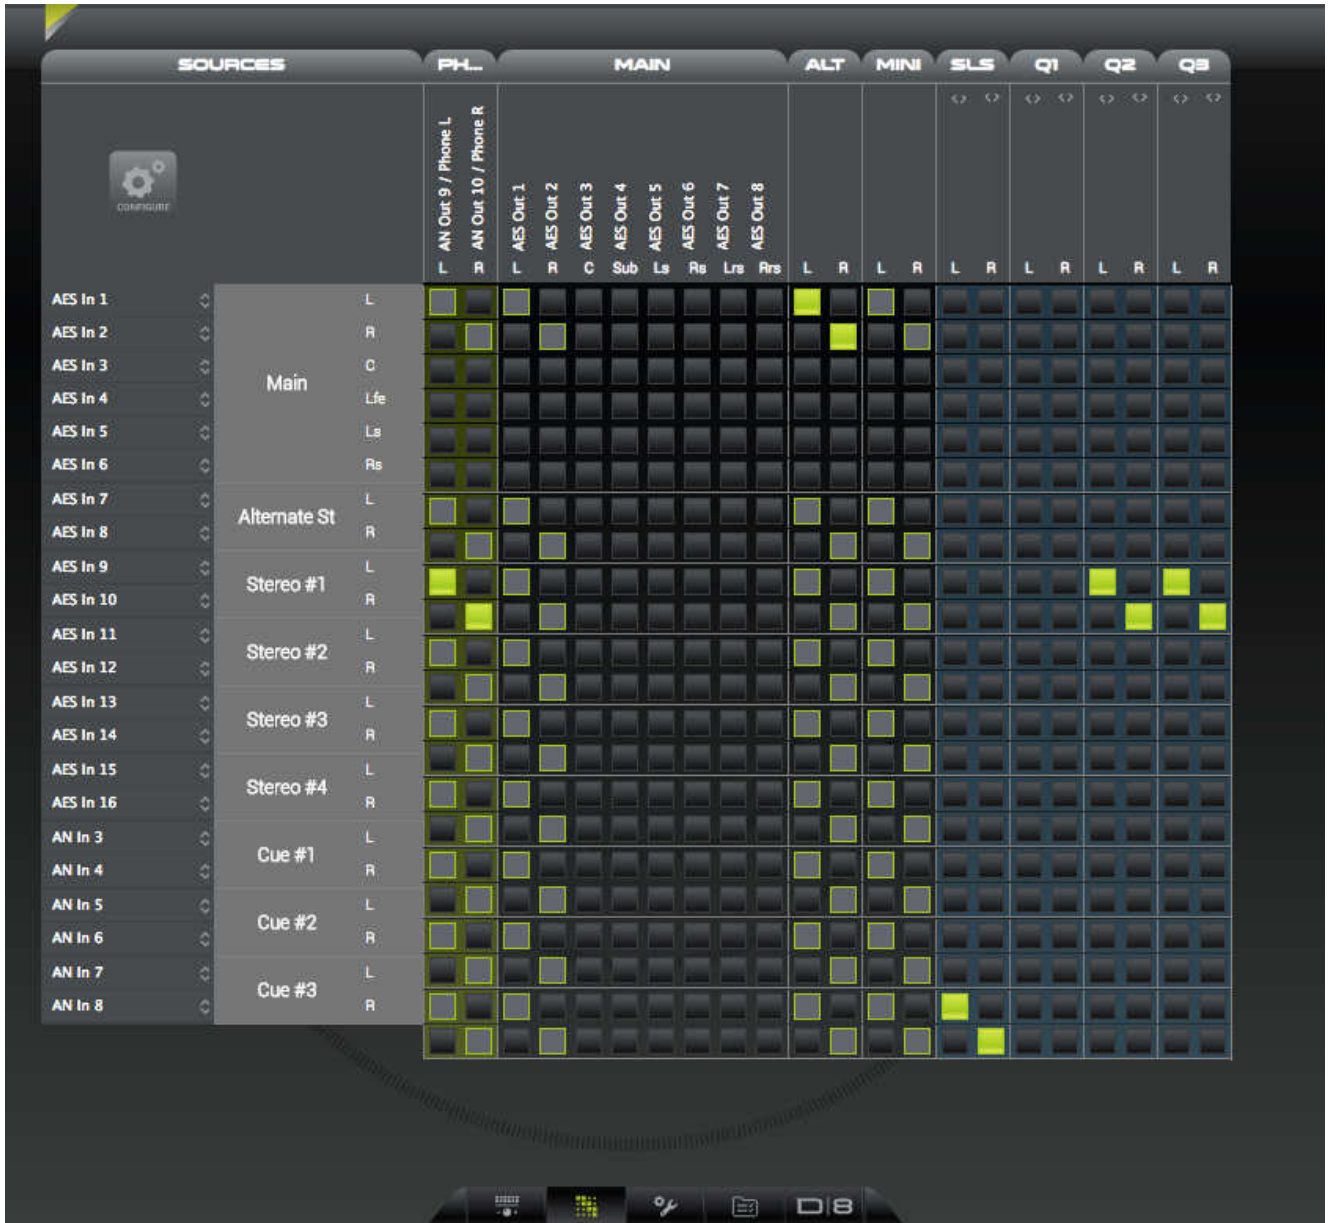 SOURCES PH... MAIN ALT MINI SLS Q1 Q2 Q3
<> <> <> <> <> <> <> <>
CONFIGURE
AN Out 9 / Phone L
AN Out 10 / Phone R
AES Out 1
AES Out 2
AES Out 3
AES Out 4
AES Out 5
AES Out 6
AES Out 7
AES Out 8
L R L R C Sub Ls Rs Lrs Rrs L R L R L R L R L R L R
AES In 1 L
AES In 2 R
AES In 3 C
Main
AES In 4 Lfe
AES In 5 Ls
AES In 6 Rs
AES In 7 L
Alternate St
AES In 8 R
AES In 9 L
Stereo #1
AES In 10 R
AES In 11 L
Stereo #2
AES In 12 R
AES In 13 L
Stereo #3
AES In 14 R
AES In 15 L
Stereo #4
AES In 16 R
AN In 3 L
Cue #1
AN In 4 R
AN In 5 L
Cue #2
AN In 6 R
AN In 7 L
Cue #3
AN In 8 R
D|8